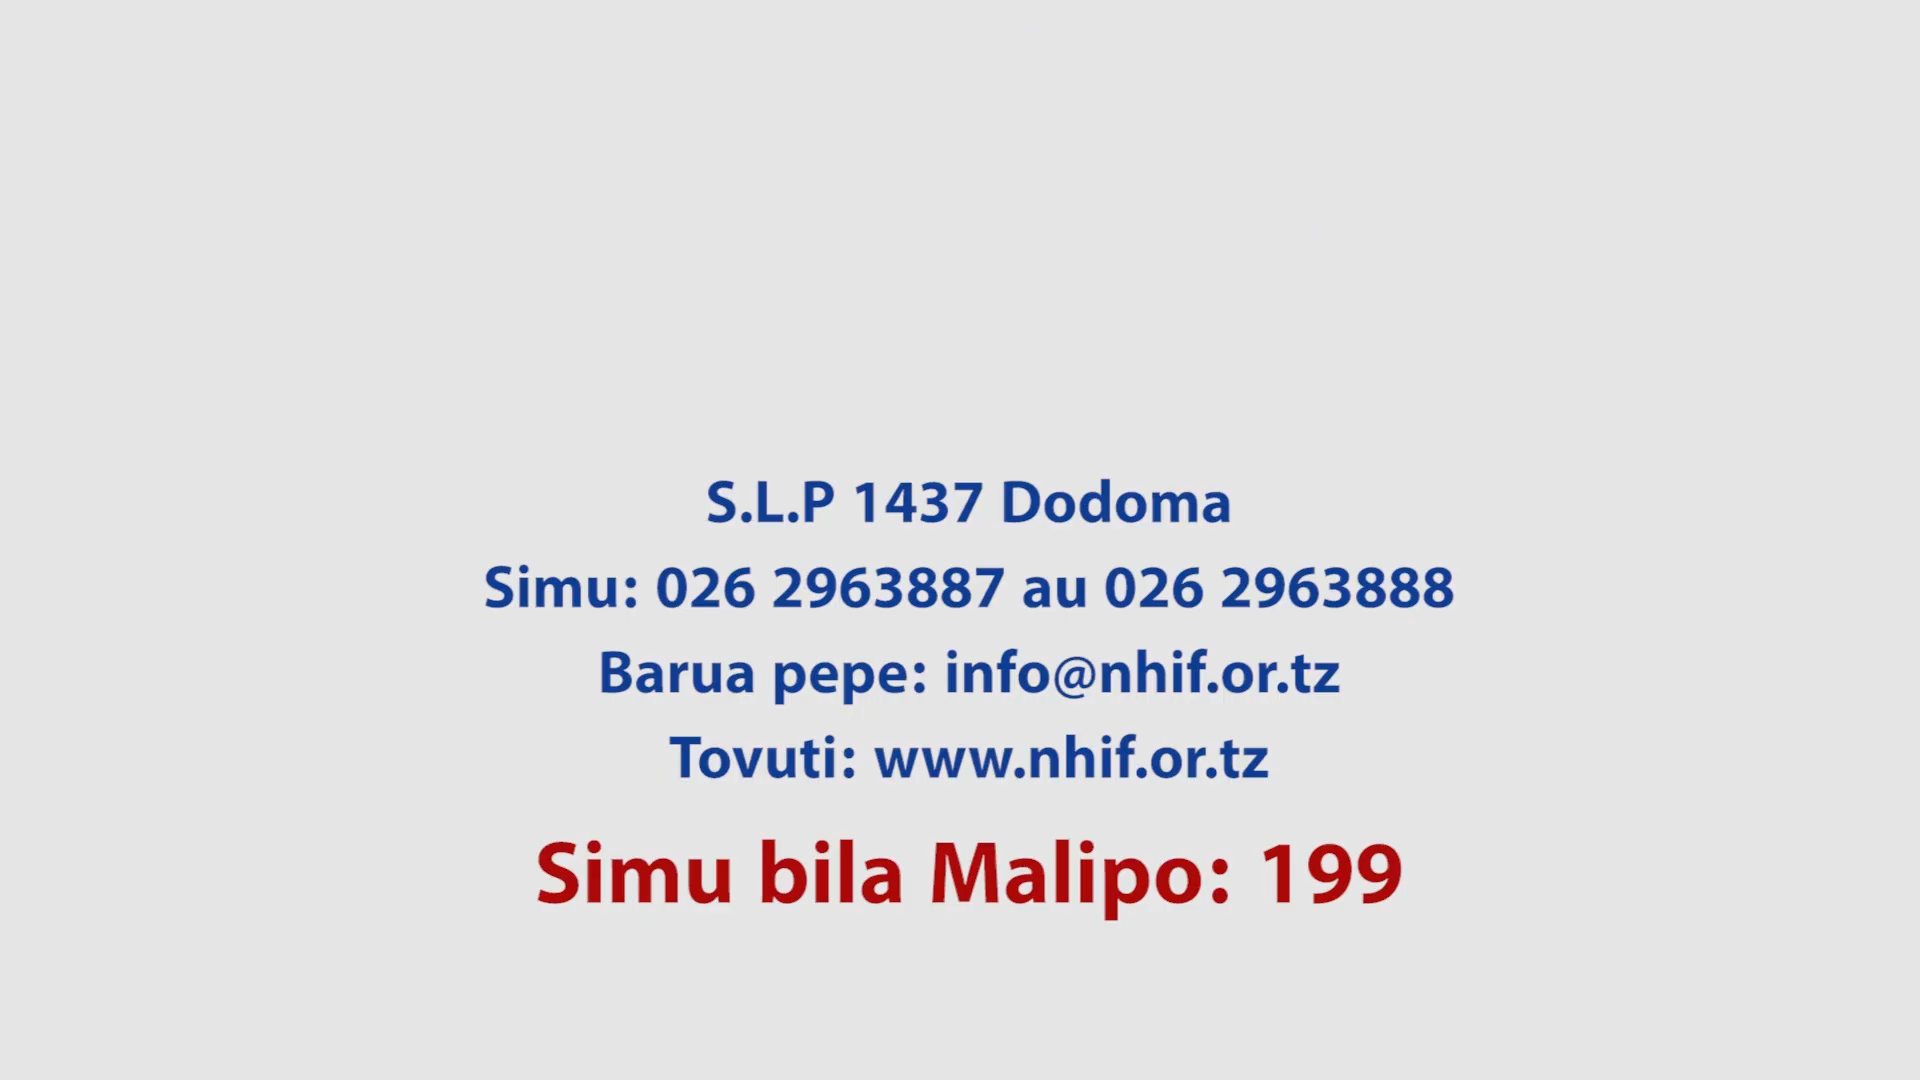 S.L.P 1437 Dodoma
Simu: 026 2963887 au 026 2963888
Barua pepe: info@nhif.or.tz
Tovuti: www.nhif.or.tz
Simu bila Malipo: 199